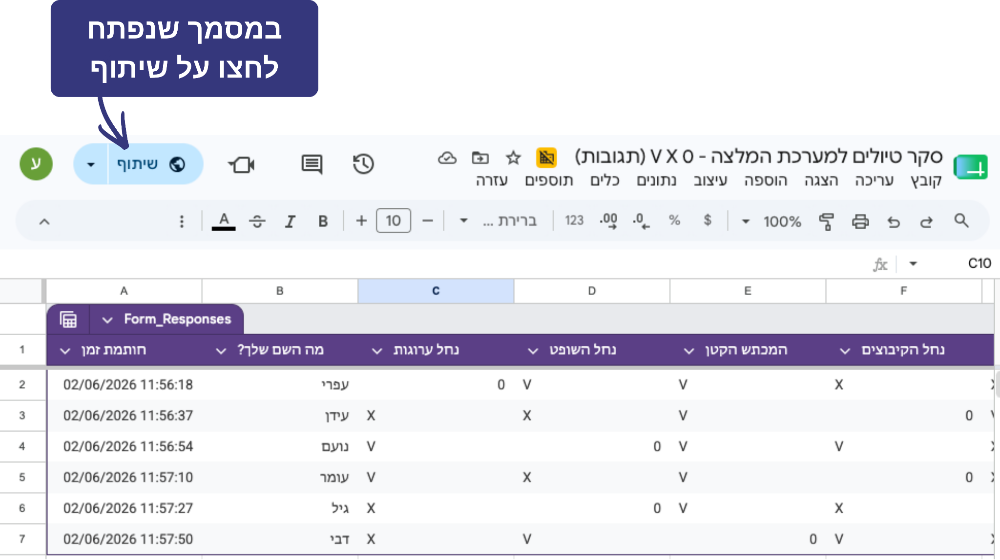 במסמך שנפתח
לחצו על שיתוף
סקר טיולים למערכת המלצה - V X 0 (תגובות)
שיתוף
ע
קובץ עריכה הצגה הוספה עיצוב נתונים כלים תוספים עזרה
100% $ % .0 .00 123 ברירת ... 10 B I S A
C10 fx
A B C D E F
Form_Responses
1 חותמת זמן מה השם שלך? נחל ערוגות נחל השופט המכתש הקטן נחל הקיבוצים
2 02/06/2026 11:56:18 עפרי 0 V V X
3 02/06/2026 11:56:37 עידן X X V 0
4 02/06/2026 11:56:54 נועם V 0 V V
5 02/06/2026 11:57:10 עומר V X V 0
6 02/06/2026 11:57:27 גיל X 0 V X
7 02/06/2026 11:57:50 דבי X V 0 V